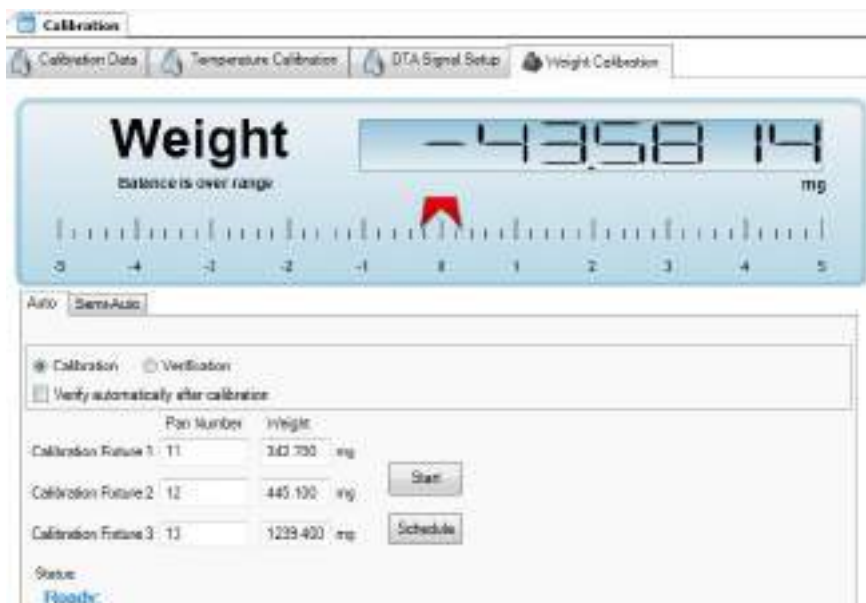 Calibration
Calibration Data Temperature Calibration DTA Signal Setup Weight Calibration
Weight -43.58 14
Balance is over range mg
-5 -4 -3 -2 -1 0 1 2 3 4 5
Auto Semi-Auto
Calibration Verification
Verify automatically after calibration
Pan Number Weight
Calibration Fixture 1 11 mg
Calibration Fixture 2 12 445.100 mg Start
Calibration Fixture 3 13 1239.400 mg Schedule
Status:
Ready: